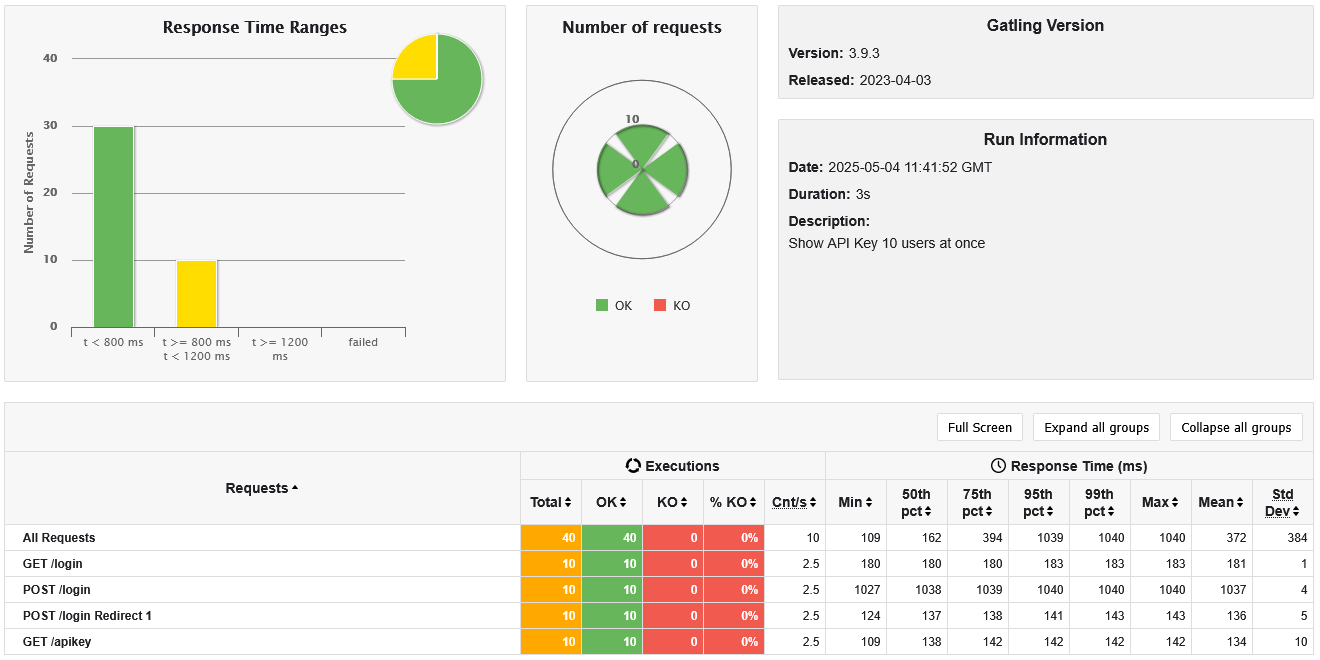 Response Time Ranges
40
30
20
10
0
Number of Requests
t < 800 ms
t >= 800 ms
t < 1200 ms
t >= 1200
ms
failed
Number of requests
10
0
OK
KO
Gatling Version
Version: 3.9.3
Released: 2023-04-03
Run Information
Date: 2025-05-04 11:41:52 GMT
Duration: 3s
Description:
Show API Key 10 users at once
Full Screen Expand all groups Collapse all groups
Requests Executions Response Time (ms)
Total OK KO % KO Cnt/s Min 50th pct 75th pct 95th pct 99th pct Max Mean Std Dev
All Requests 40 40 0 0% 10 109 162 394 1039 1040 1040 372 384
GET /login 10 10 0 0% 2.5 180 180 180 183 183 183 181 1
POST /login 10 10 0 0% 2.5 1027 1038 1039 1040 1040 1040 1037 4
POST /login Redirect 1 10 10 0 0% 2.5 124 137 138 141 143 143 136 5
GET /apikey 10 10 0 0% 2.5 109 138 142 142 142 142 134 10